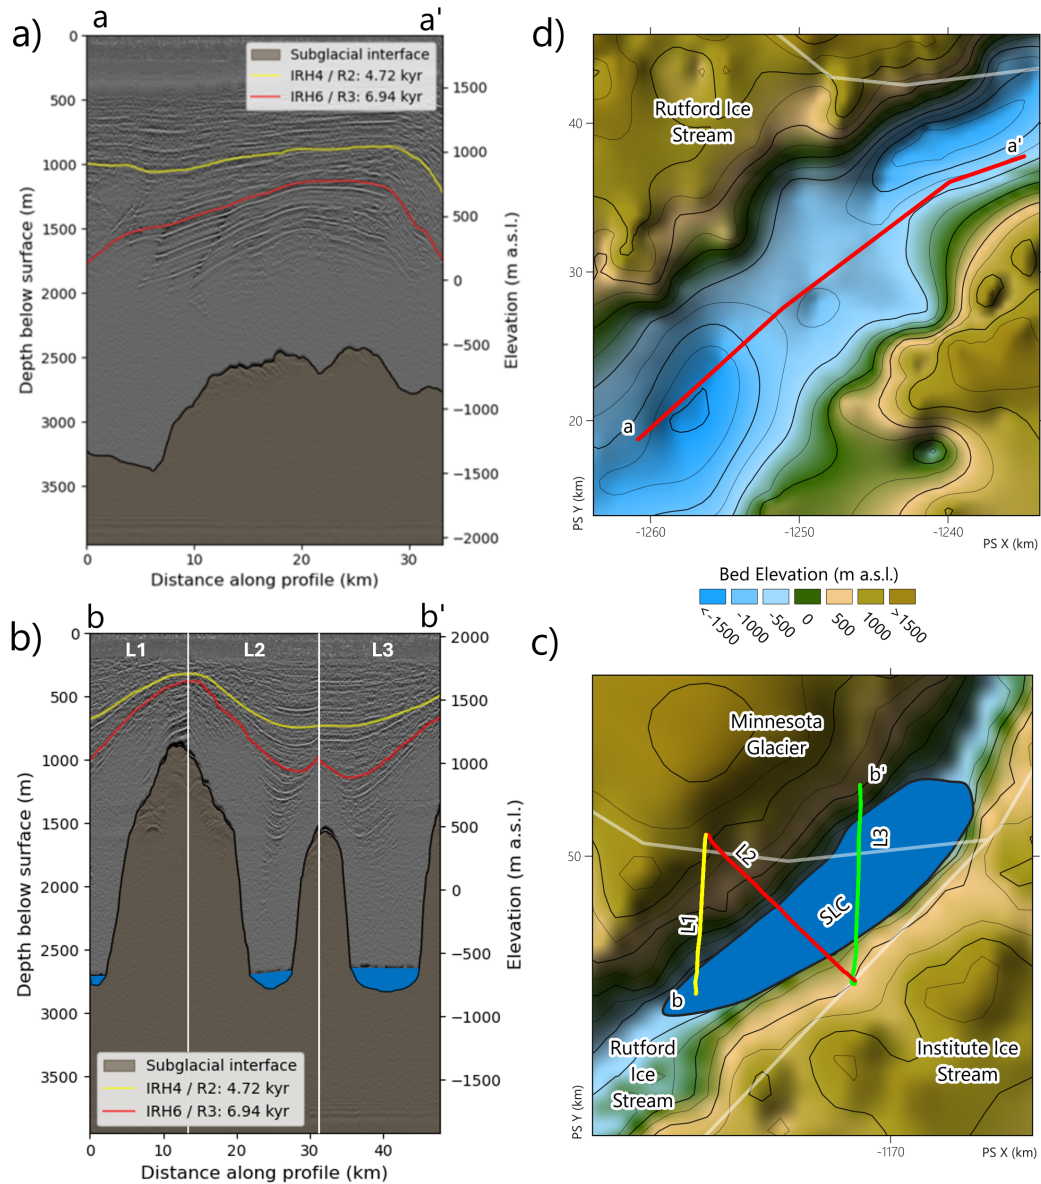 a)
a
a'
0
500
1000
1500
2000
2500
3000
3500
Depth below surface (m)
Subglacial interface
IRH4 / R2: 4.72 kyr
IRH6 / R3: 6.94 kyr
1500
1000
500
0
−500
−1000
−1500
−2000
Elevation (m a.s.l.)
0
10
20
30
Distance along profile (km)
d)
Rutford Ice
Stream
a'
a
40
30
20
PS Y (km)
-1260
-1250
-1240
PS X (km)
Bed Elevation (m a.s.l.)
<-1500
-1000
-500
0
500
1000
>1500
b)
b
b'
L1
L2
L3
0
500
1000
1500
2000
2500
3000
3500
Depth below surface (m)
2000
1500
1000
500
0
−500
−1000
−1500
Elevation (m a.s.l.)
Subglacial interface
IRH4 / R2: 4.72 kyr
IRH6 / R3: 6.94 kyr
0
10
20
30
40
Distance along profile (km)
c)
Minnesota
Glacier
b'
L2
L3
L1
SLC
b
Rutford
Ice
Stream
Institute Ice
Stream
50
PS Y (km)
-1170
PS X (km)